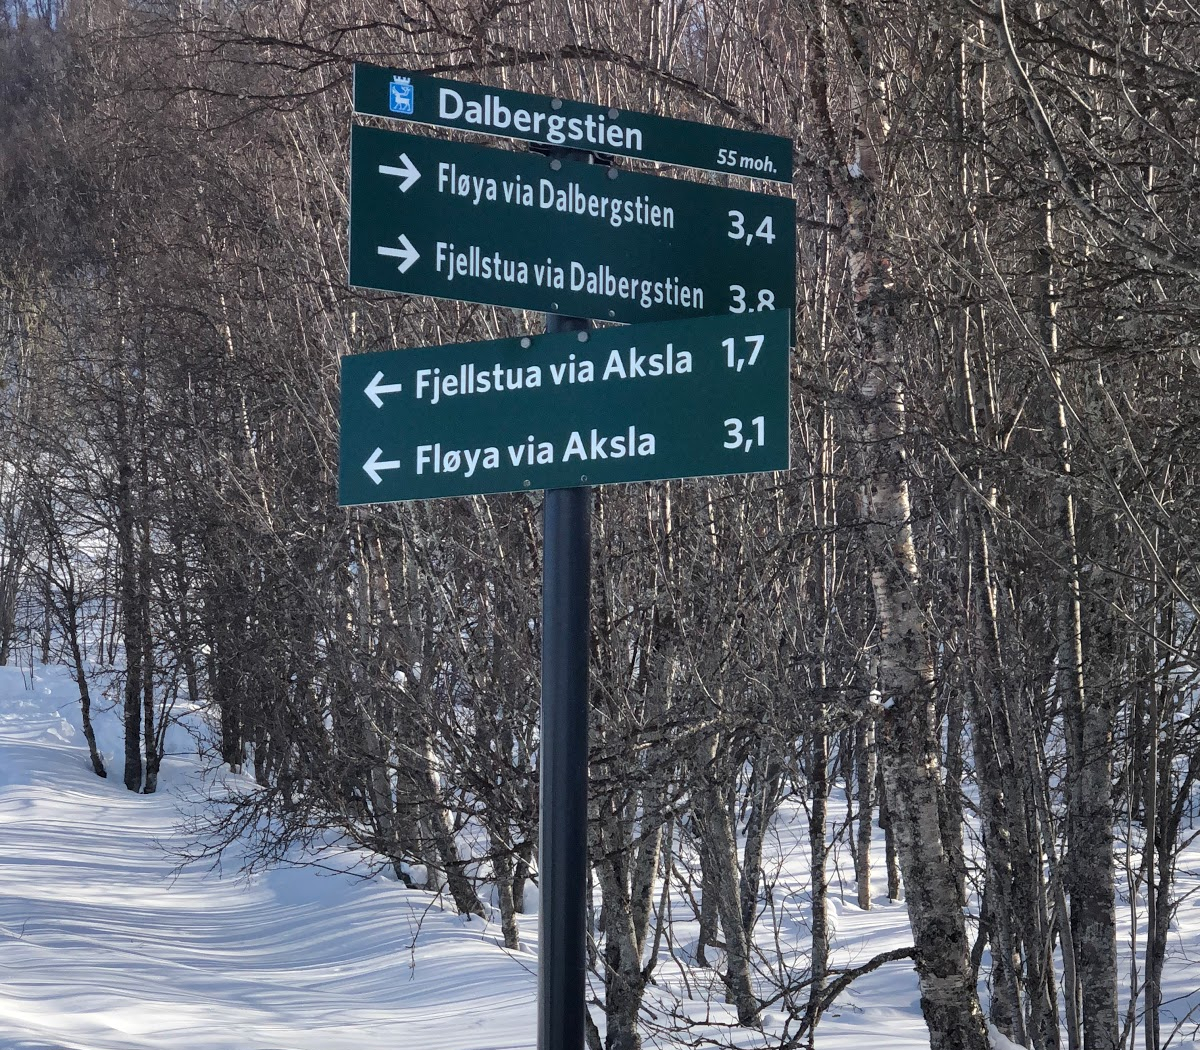 Dalbergstien
55 moh.
→ Fløya via Dalbergstien 3,4
→ Fjellstua via Dalbergstien 3,8
← Fjellstua via Aksla 1,7
← Fløya via Aksla 3,1